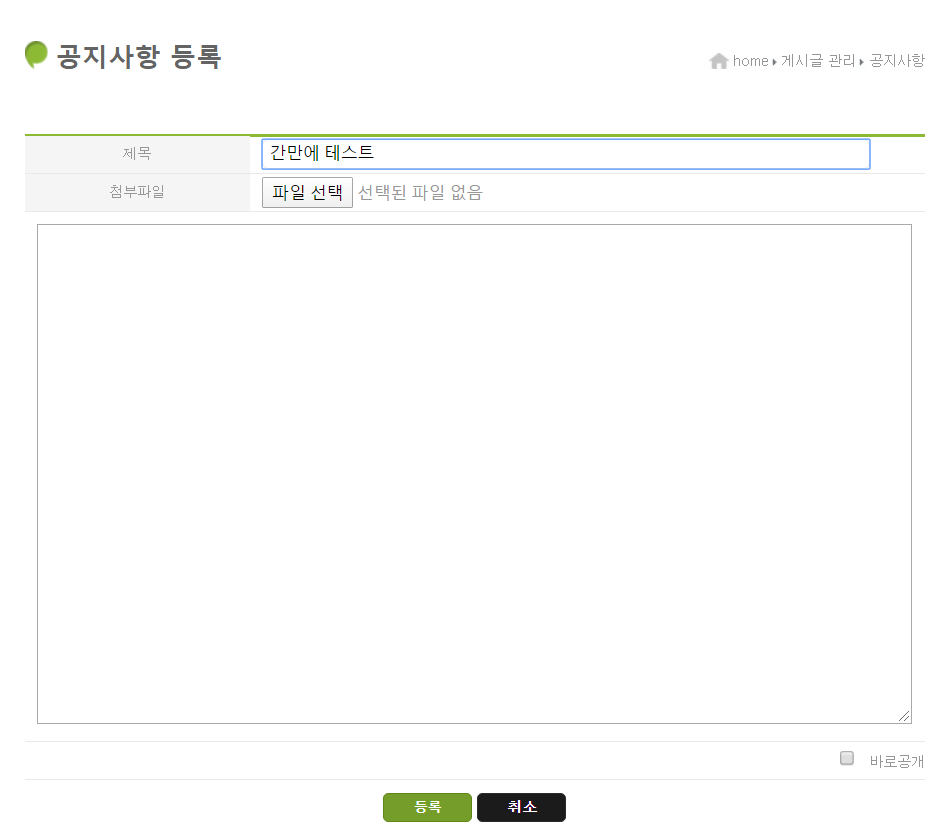 공지사항 등록
home 게시글 관리 공지사항
제목 간만에 테스트
첨부파일 파일 선택 선택된 파일 없음
바로공개
등록 취소